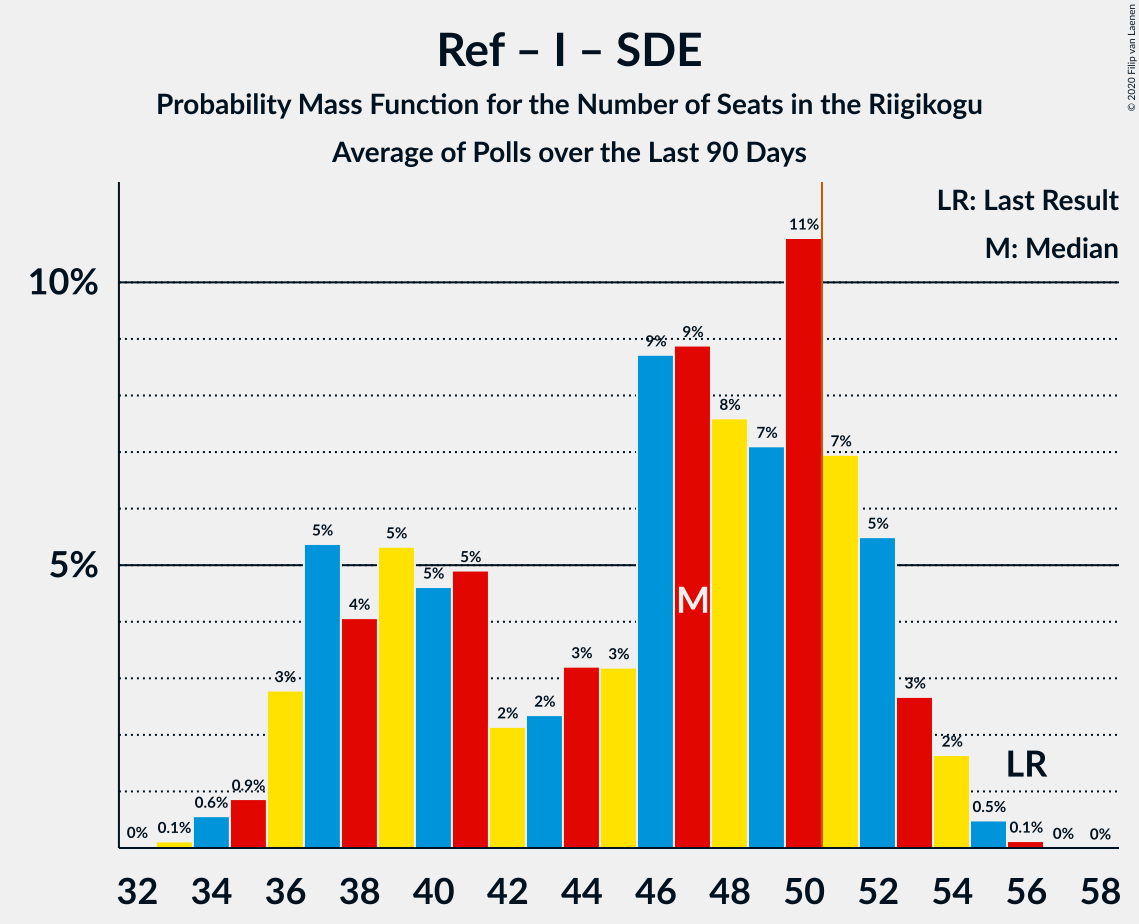 Ref – I – SDE
Probability Mass Function for the Number of Seats in the Riigikogu
Average of Polls over the Last 90 Days
© 2020 Filip van Laenen
LR: Last Result
M: Median
10%
5%
0% 0.1% 0.6% 0.9% 3% 5% 4% 5% 5% 5% 2% 2% 3% 3% 9% 9% 8% 7% 11% 7% 5% 3% 2% 0.5% 0.1% 0% 0%
M
LR
32 34 36 38 40 42 44 46 48 50 52 54 56 58